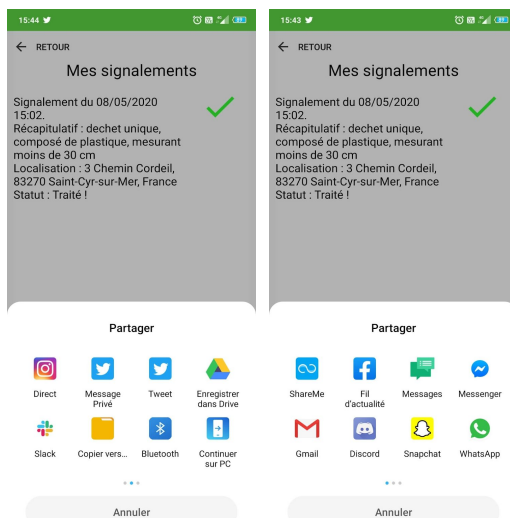 15:44
RETOUR
Mes signalements
Signalement du 08/05/2020
15:02.
Récapitulatif : dechet unique,
composé de plastique, mesurant
moins de 30 cm
Localisation : 3 Chemin Cordeil,
83270 Saint-Cyr-sur-Mer, France
Statut : Traité !
Partager
Direct
Message
Privé
Tweet
Enregistrer
dans Drive
Slack
Copier vers...
Bluetooth
Continuer
sur PC
Annuler
15:43
RETOUR
Mes signalements
Signalement du 08/05/2020
15:02.
Récapitulatif : dechet unique,
composé de plastique, mesurant
moins de 30 cm
Localisation : 3 Chemin Cordeil,
83270 Saint-Cyr-sur-Mer, France
Statut : Traité !
Partager
ShareMe
Fil
d'actualité
Messages
Messenger
Gmail
Discord
Snapchat
WhatsApp
Annuler